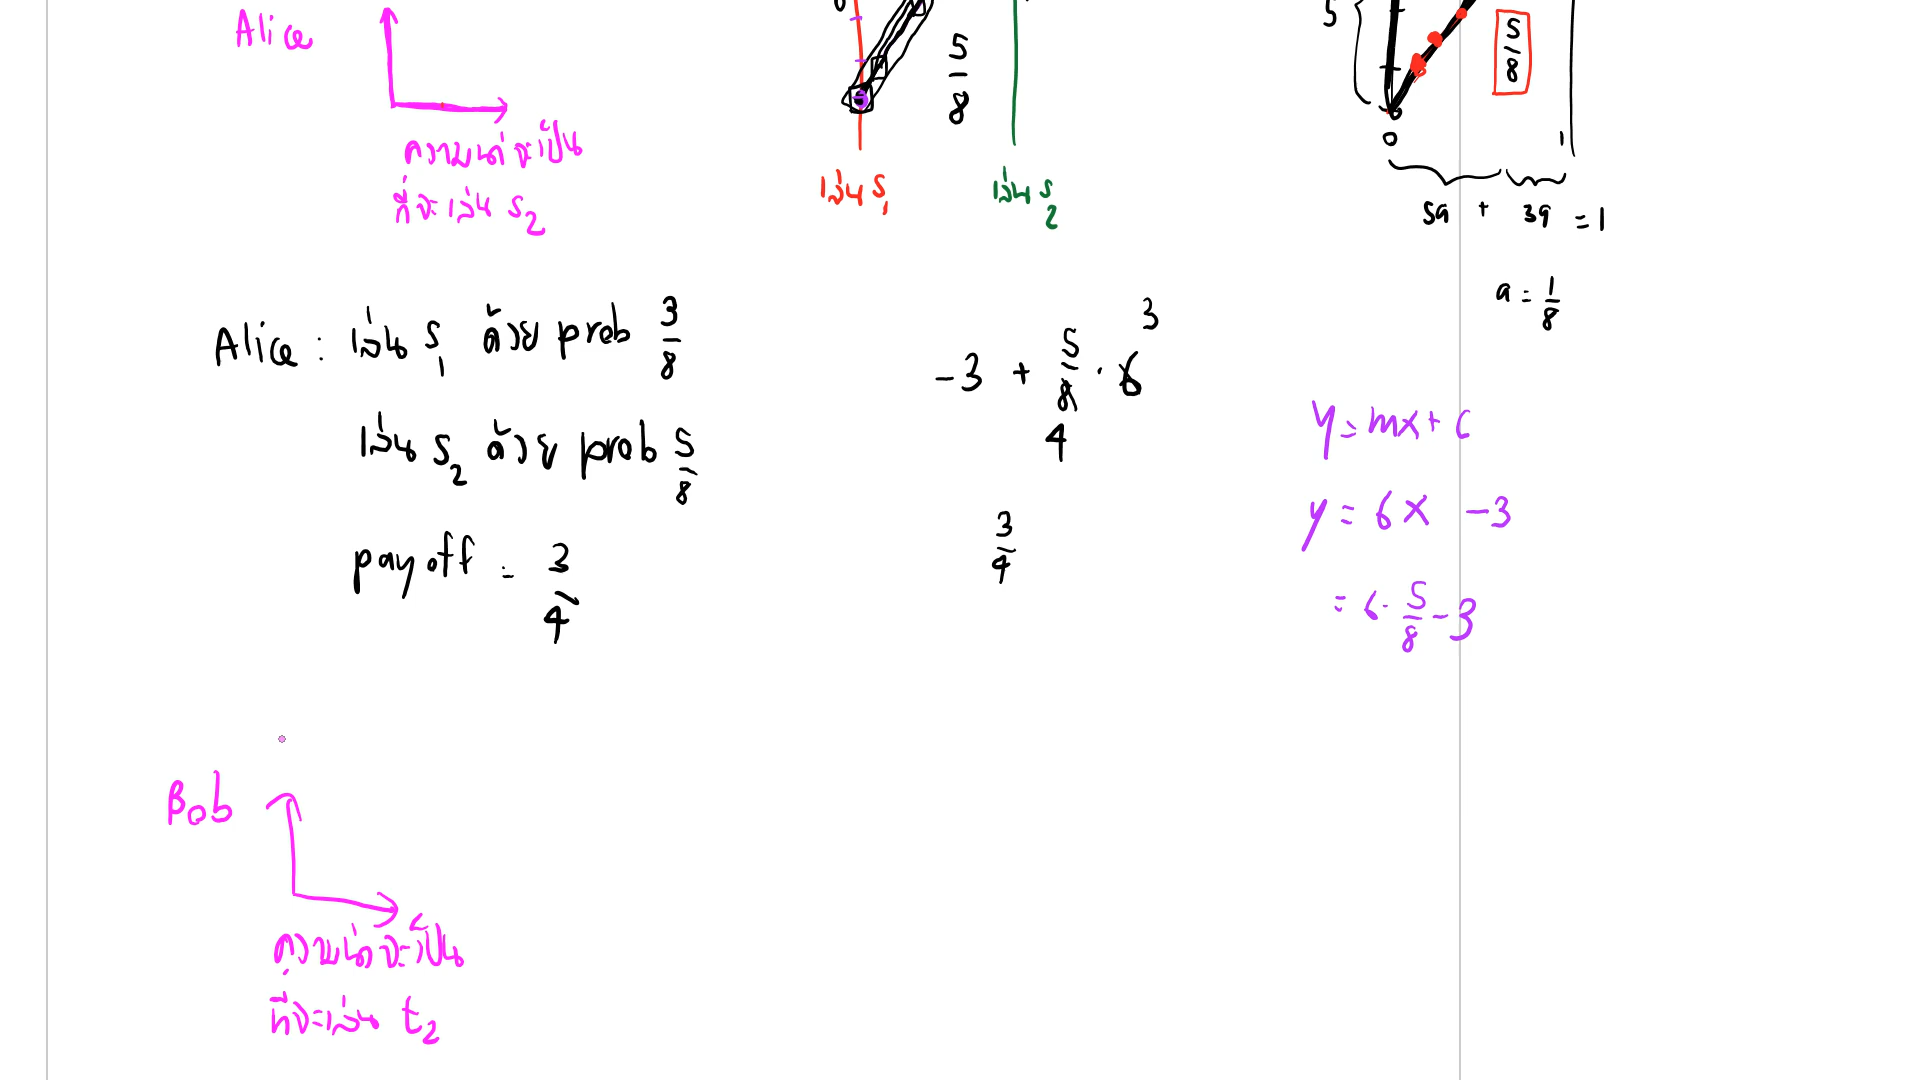 Alice
ความน่าจะเป็น
ที่จะเล่น s₂
5/8
เล่น s₁
เล่น s₂
5
5/8
0
1
5a + 3a = 1
a = 1/8
Alice : เล่น s₁ ด้วย prob 3/8
เล่น s₂ ด้วย prob 5/8
payoff = 3/4
3
-3 + 5/8 · 6
4
3/4
y = mx + c
y = 6x - 3
= 6 · 5/8 - 3
Bob
ความน่าจะเป็น
ที่จะเล่น t₂